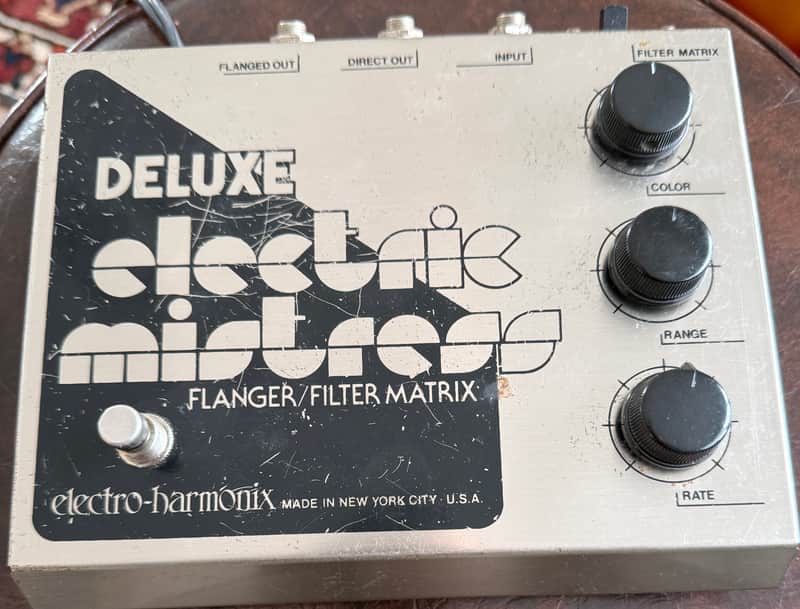 FLANGED OUT
DIRECT OUT
INPUT
FILTER MATRIX
DELUXE
COLOR
electric
mistress
RANGE
FLANGER/FILTER MATRIX
electro-harmonix MADE IN NEW YORK CITY · U.S.A.
RATE